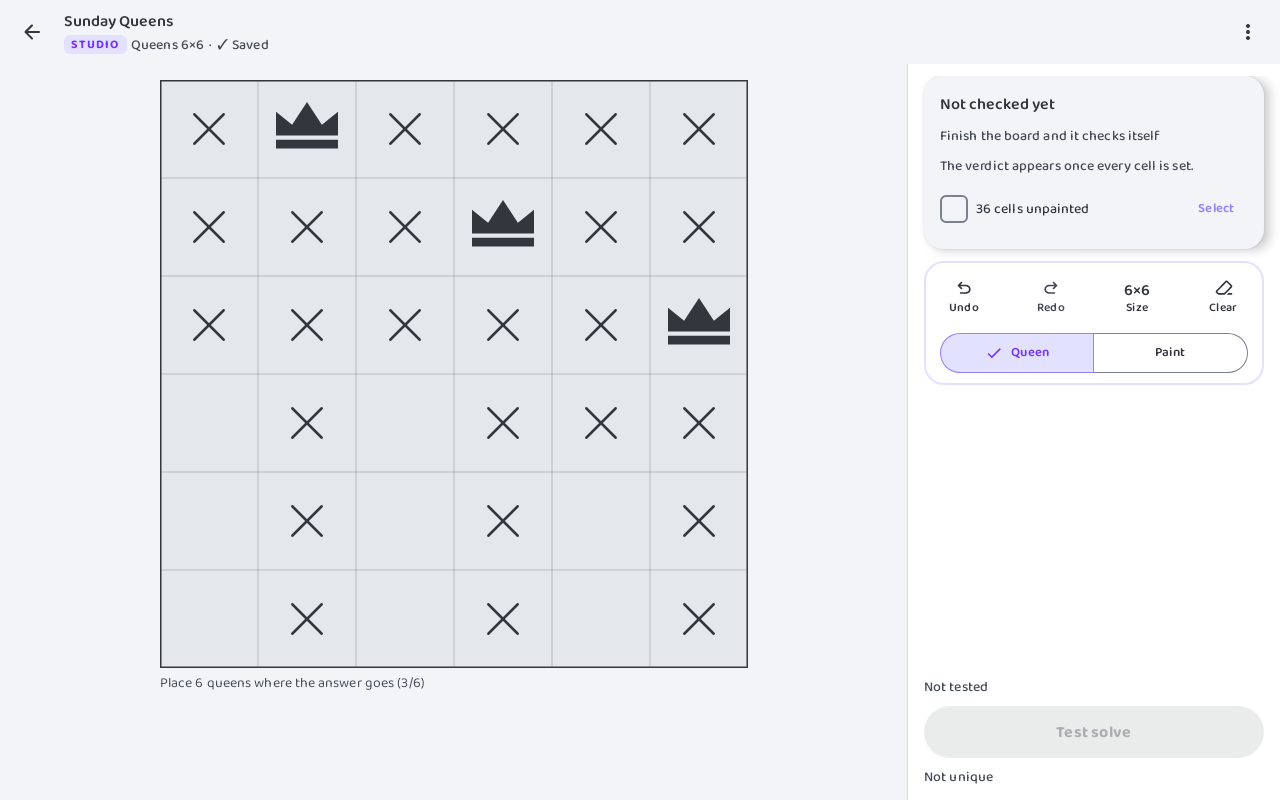 Sunday Queens
STUDIO Queens 6×6 · ✓ Saved
Not checked yet
Finish the board and it checks itself
The verdict appears once every cell is set.
36 cells unpainted Select
Undo Redo 6×6 Size Clear
Queen Paint
Place 6 queens where the answer goes (3/6)
Not tested
Test solve
Not unique